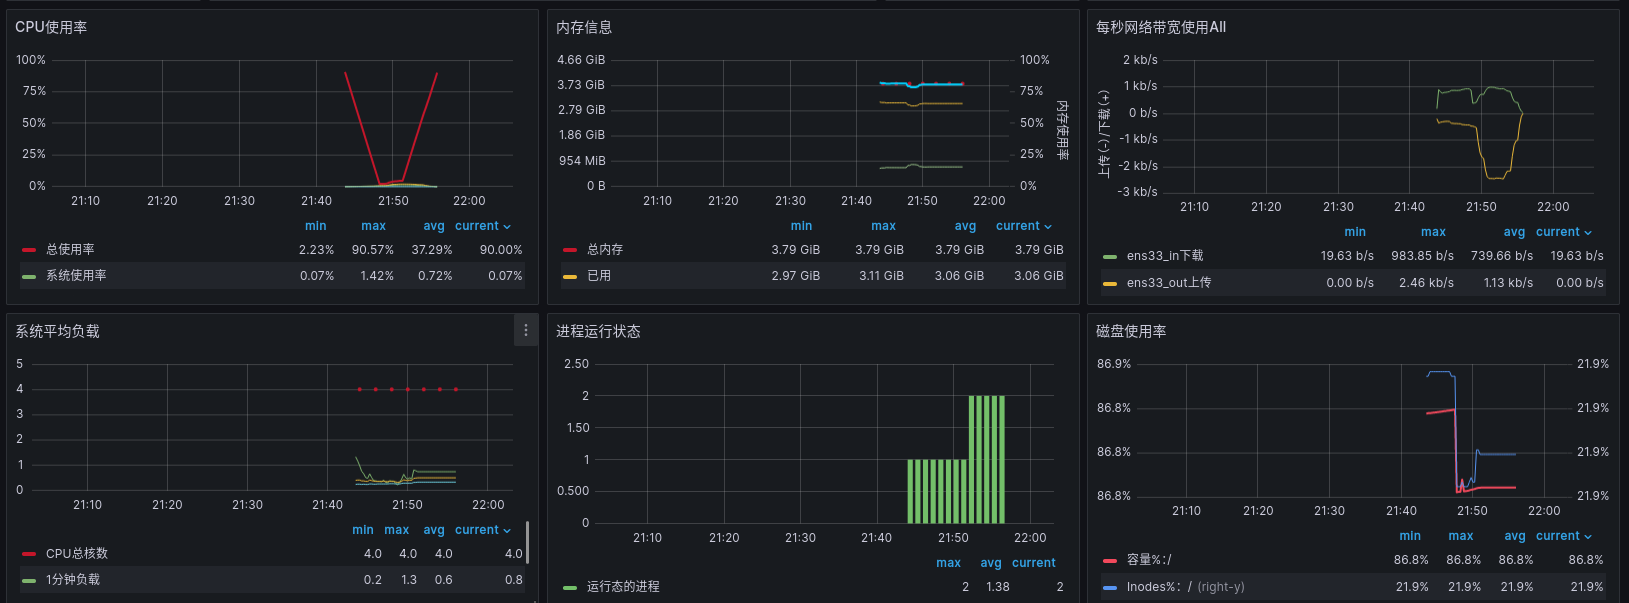 CPU使用率
100%
75%
50%
25%
0%
21:10 21:20 21:30 21:40 21:50 22:00
min max avg current
总使用率 2.23% 90.57% 37.29% 90.00%
系统使用率 0.07% 1.42% 0.72% 0.07%
内存信息
4.66 GiB 100%
3.73 GiB 75%
2.79 GiB 50%
1.86 GiB 25%
954 MiB
0 B 0%
内存使用率
21:10 21:20 21:30 21:40 21:50 22:00
min max avg current
总内存 3.79 GiB 3.79 GiB 3.79 GiB 3.79 GiB
已用 2.97 GiB 3.11 GiB 3.06 GiB 3.06 GiB
每秒网络带宽使用All
上传 (-) /下载 (+)
2 kb/s
1 kb/s
0 b/s
-1 kb/s
-2 kb/s
-3 kb/s
21:10 21:20 21:30 21:40 21:50 22:00
min max avg current
ens33_in下载 19.63 b/s 983.85 b/s 739.66 b/s 19.63 b/s
ens33_out上传 0.00 b/s 2.46 kb/s 1.13 kb/s 0.00 b/s
系统平均负载
5
4
3
2
1
0
21:10 21:20 21:30 21:40 21:50 22:00
min max avg current
CPU总核数 4.0 4.0 4.0 4.0
1分钟负载 0.2 1.3 0.6 0.8
进程运行状态
2.50
2
1.50
1
0.500
0
21:10 21:20 21:30 21:40 21:50 22:00
max avg current
运行态的进程 2 1.38 2
磁盘使用率
86.9% 21.9%
86.8% 21.9%
86.8% 21.9%
86.8% 21.9%
21:10 21:20 21:30 21:40 21:50 22:00
min max avg current
容量%:/ 86.8% 86.8% 86.8% 86.8%
Inodes%：/ (right-y) 21.9% 21.9% 21.9% 21.9%